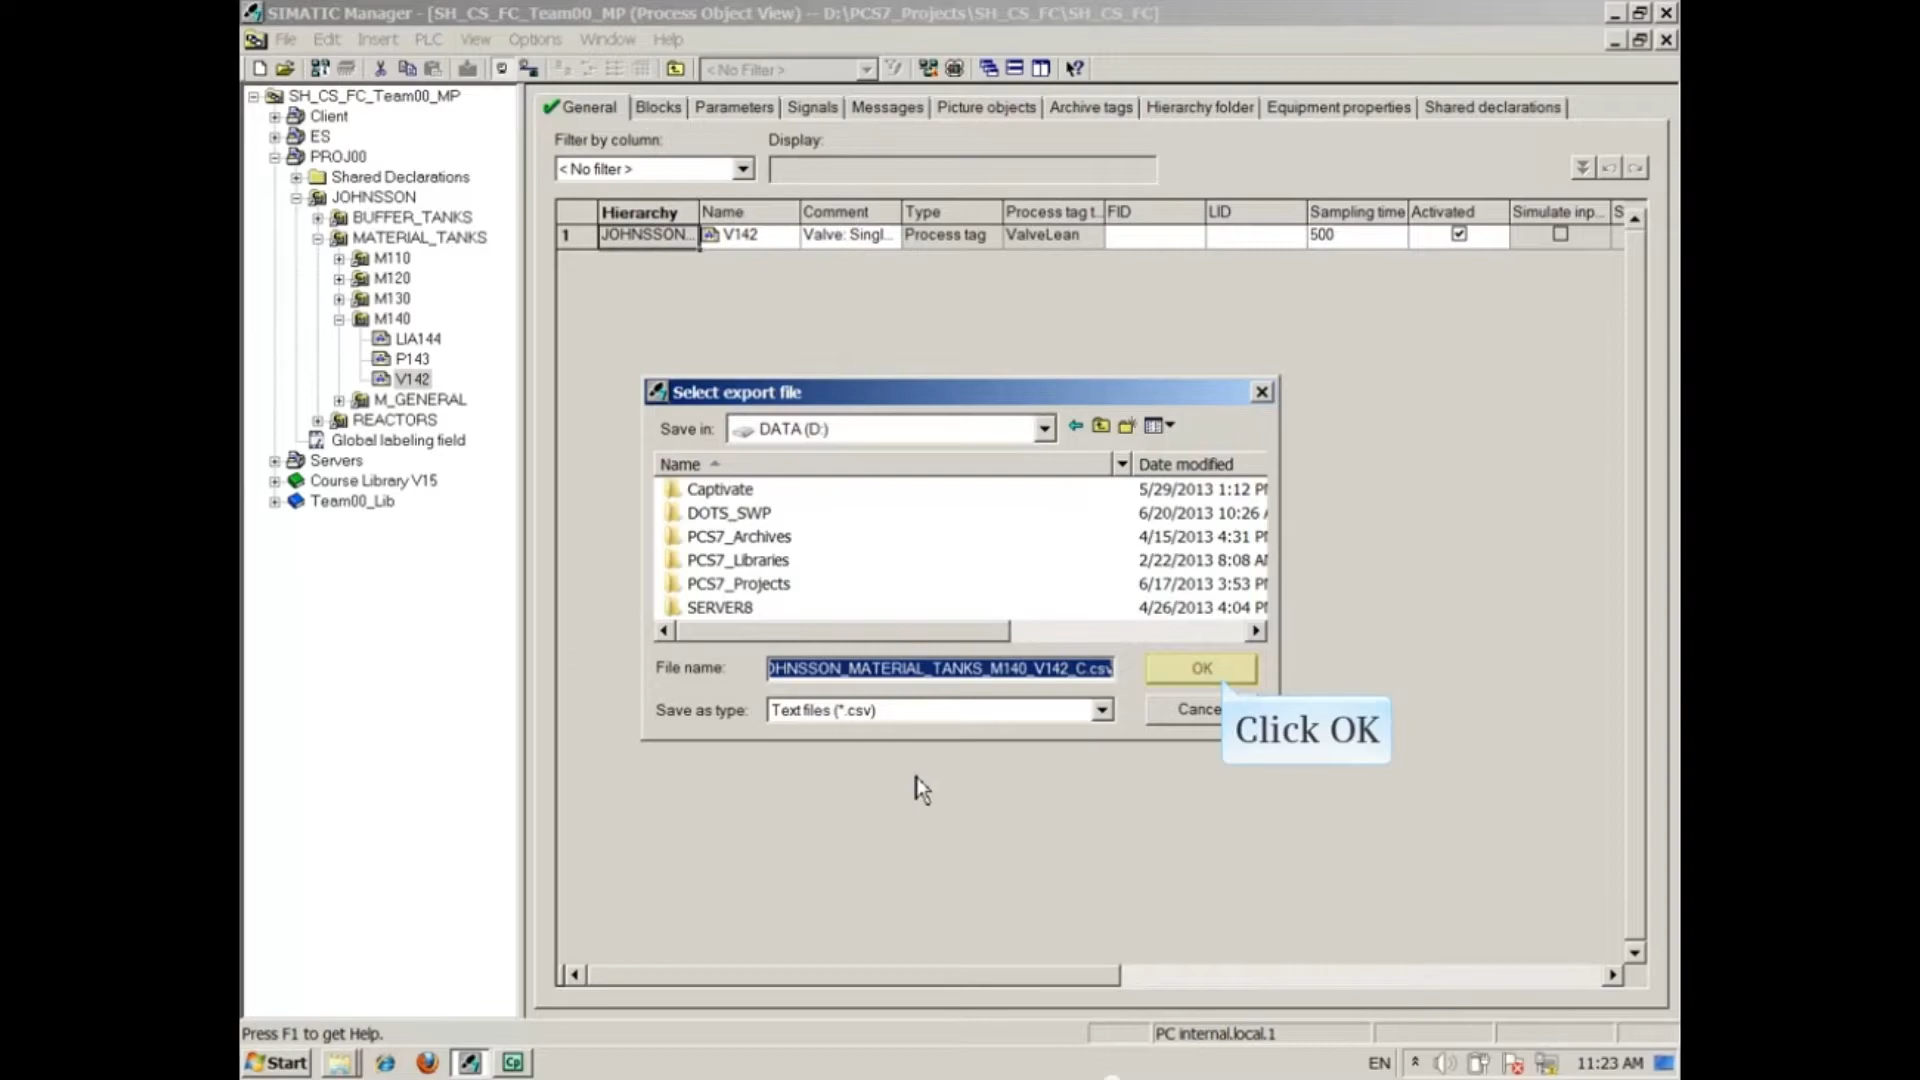 SIMATIC Manager - [SH_CS_FC_Team00_MP (Process Object View) -- D:\PCS7_Projects\SH_CS_FC\SH_CS_FC]
File Edit Insert PLC View Options Window Help
< No Filter >
SH_CS_FC_Team00_MP
Client
ES
PROJ00
Shared Declarations
JOHNSSON
BUFFER_TANKS
MATERIAL_TANKS
M110
M120
M130
M140
LIA144
P143
V142
M_GENERAL
REACTORS
Global labeling field
Servers
Course Library V15
Team00_Lib
General Blocks Parameters Signals Messages Picture objects Archive tags Hierarchy folder Equipment properties Shared declarations
Filter by column: Display:
< No filter >
Hierarchy Name Comment Type Process tag t... FID LID Sampling time Activated Simulate inp... S
1 JOHNSSON... V142 Valve: Singl... Process tag ValveLean 500
Select export file
Save in: DATA (D:)
Name Date modified
Captivate 5/29/2013 1:12 PM
DOTS_SWP 6/20/2013 10:26 A
PCS7_Archives 4/15/2013 4:31 PM
PCS7_Libraries 2/22/2013 8:08 AM
PCS7_Projects 6/17/2013 3:53 PM
SERVER8 4/26/2013 4:04 PM
File name: OHNSSON_MATERIAL_TANKS_M140_V142_C.csv OK
Save as type: Text files (*.csv) Cance
Click OK
Press F1 to get Help. PC internal.local.1
Start Cp EN 11:23 AM